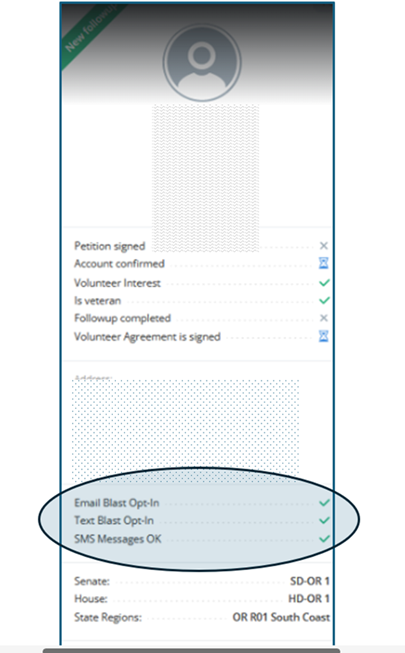 New follow
Petition signed
Account confirmed
Volunteer Interest
Is veteran
Followup completed
Volunteer Agreement is signed
Address:
Email Blast Opt-In
Text Blast Opt-In
SMS Messages OK
Senate: SD-OR 1
House: HD-OR 1
State Regions: OR R01 South Coast